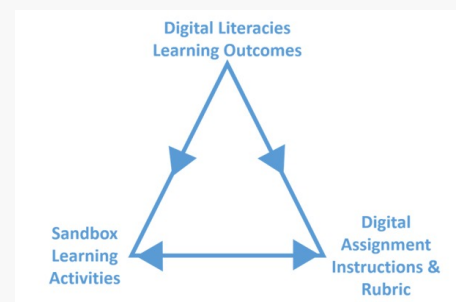 Digital Literacies
Learning Outcomes
Sandbox
Learning
Activities
Digital
Assignment
Instructions &
Rubric